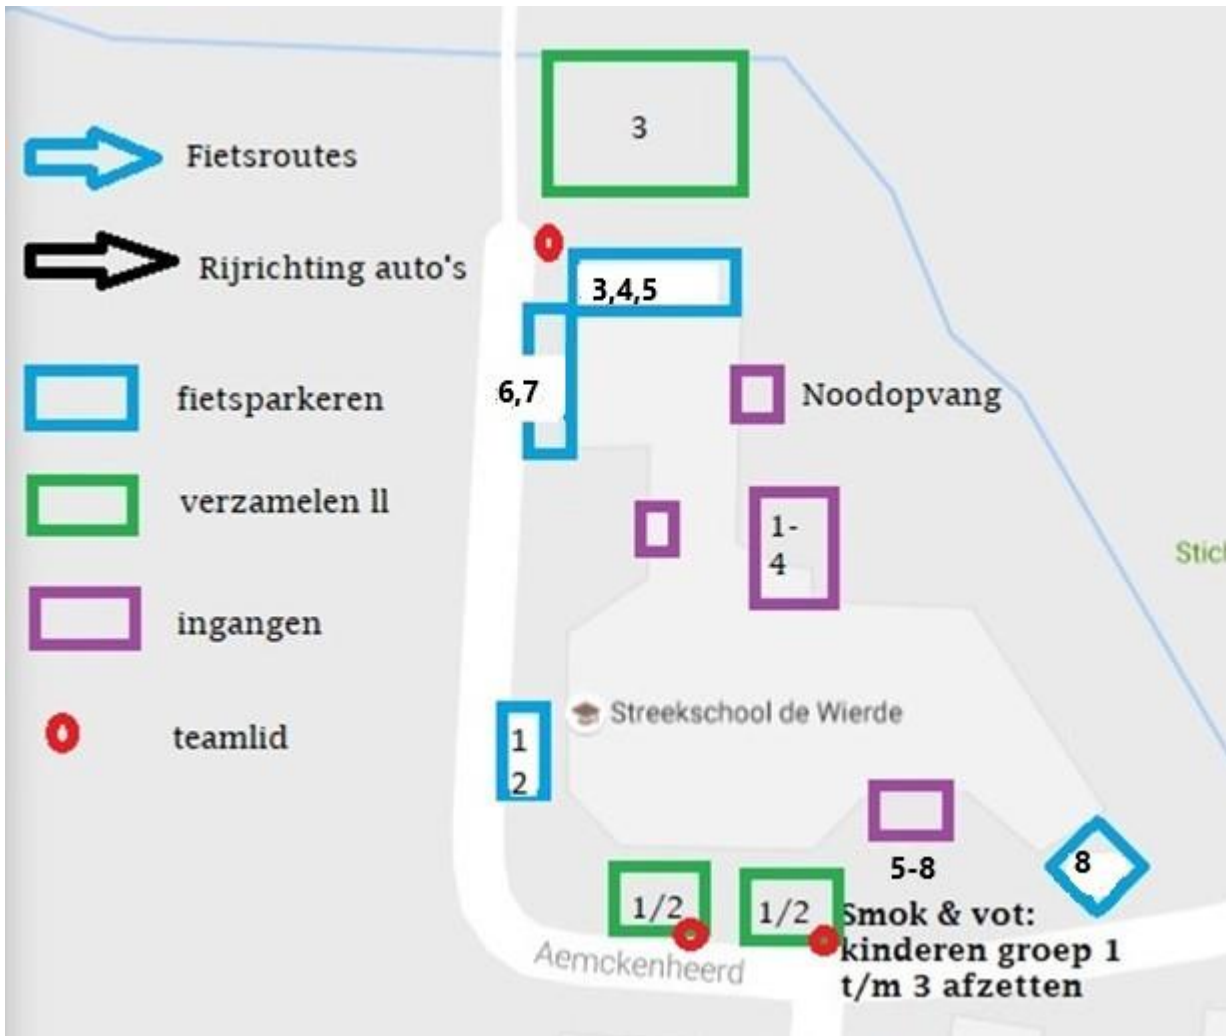 3
Fietsroutes
Rijrichting auto's
3,4,5
6,7
Noodopvang
fietsparkeren
verzamelen ll
1-
4
ingangen
Streekschool de Wierde
teamlid
1
2
5-8
8
1/2
1/2
Smok & vot:
kinderen groep 1
t/m 3 afzetten
Aemckenheerd